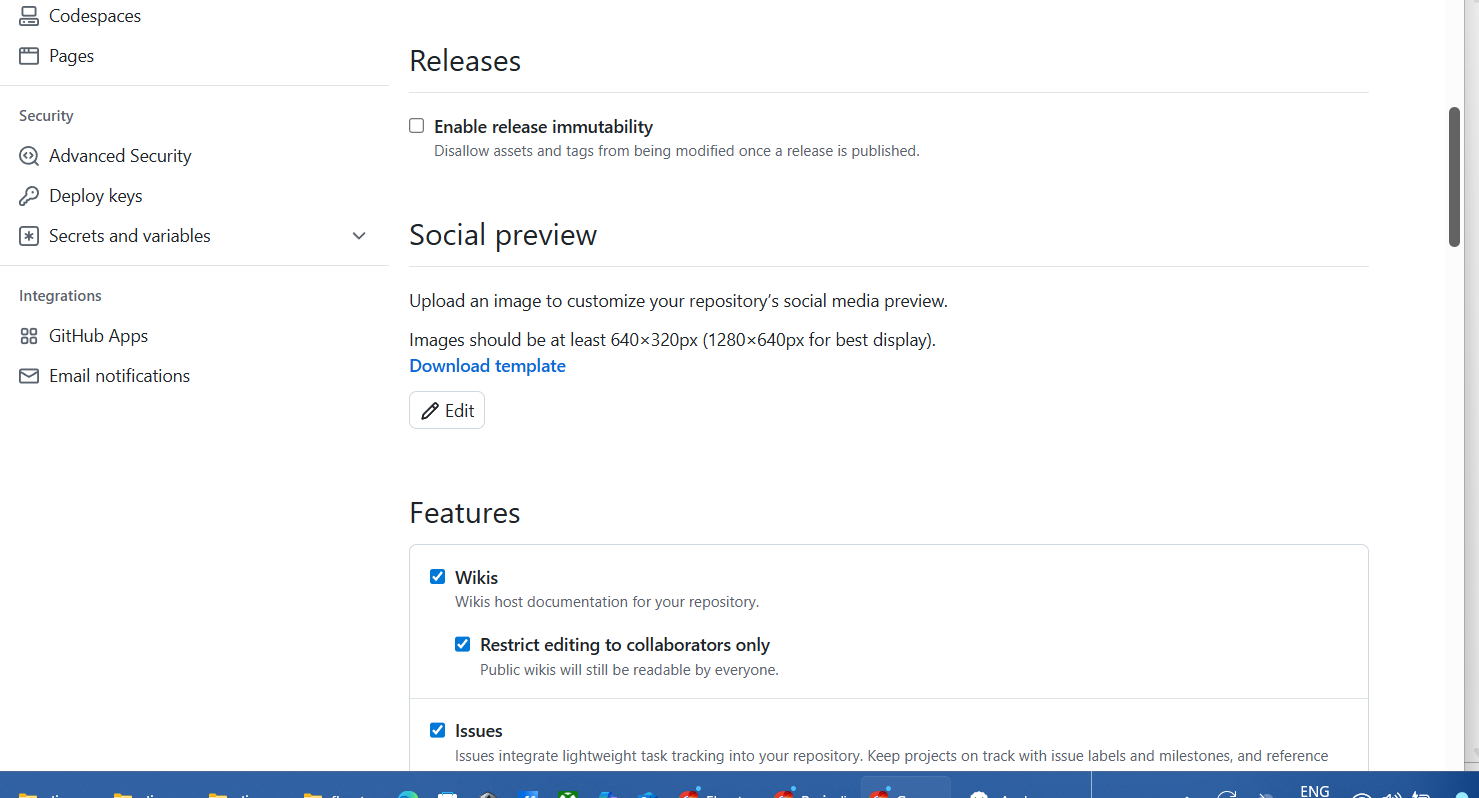 Codespaces
Pages
Security
Advanced Security
Deploy keys
Secrets and variables
Integrations
GitHub Apps
Email notifications
Releases
Enable release immutability
Disallow assets and tags from being modified once a release is published.
Social preview
Upload an image to customize your repository’s social media preview.
Images should be at least 640×320px (1280×640px for best display).
Download template
Edit
Features
Wikis
Wikis host documentation for your repository.
Restrict editing to collaborators only
Public wikis will still be readable by everyone.
Issues
Issues integrate lightweight task tracking into your repository. Keep projects on track with issue labels and milestones, and reference
ENG